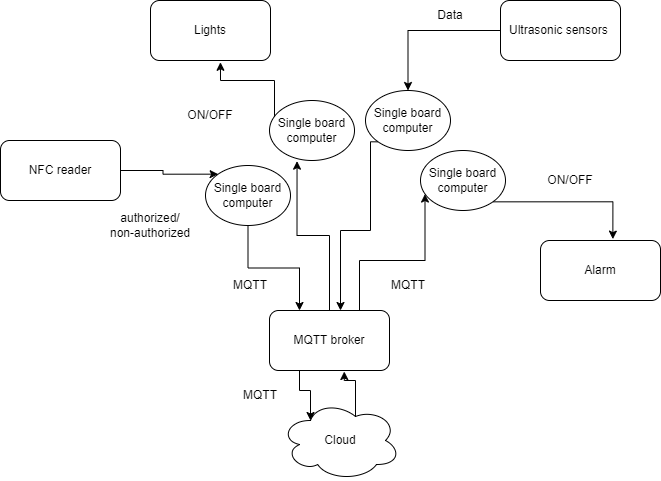 Data
Lights
Ultrasonic sensors
ON/OFF
Single board
computer
Single board
computer
NFC reader
Single board
computer
Single board
computer
ON/OFF
authorized/
non-authorized
Alarm
MQTT
MQTT
MQTT broker
MQTT
Cloud